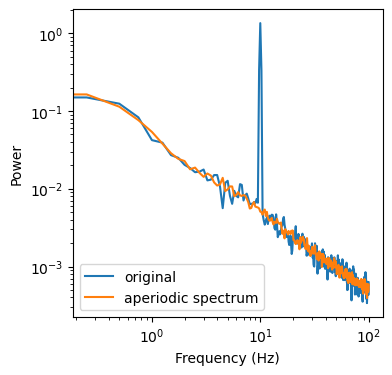 10⁰
10⁻¹
10⁻²
10⁻³
Power
original
aperiodic spectrum
10⁰
10¹
10²
Frequency (Hz)